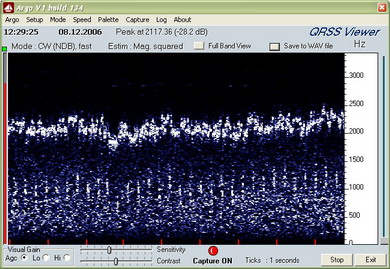 Argo V1 build 134
Argo Setup Mode Speed Palette Capture Log About
12:29:25 08.12.2006 Peak at 2117.36 (-28.2 dB) QRSS Viewer
Mode : CW (NDB), fast Estim : Mag. squared Full Band View Save to WAV file Hz
3000
2500
2000
1500
1000
500
0
Visual Gain
Agc Lo Hi
Sensitivity
Contrast
Capture ON
Ticks : 1 seconds
Stop
Exit